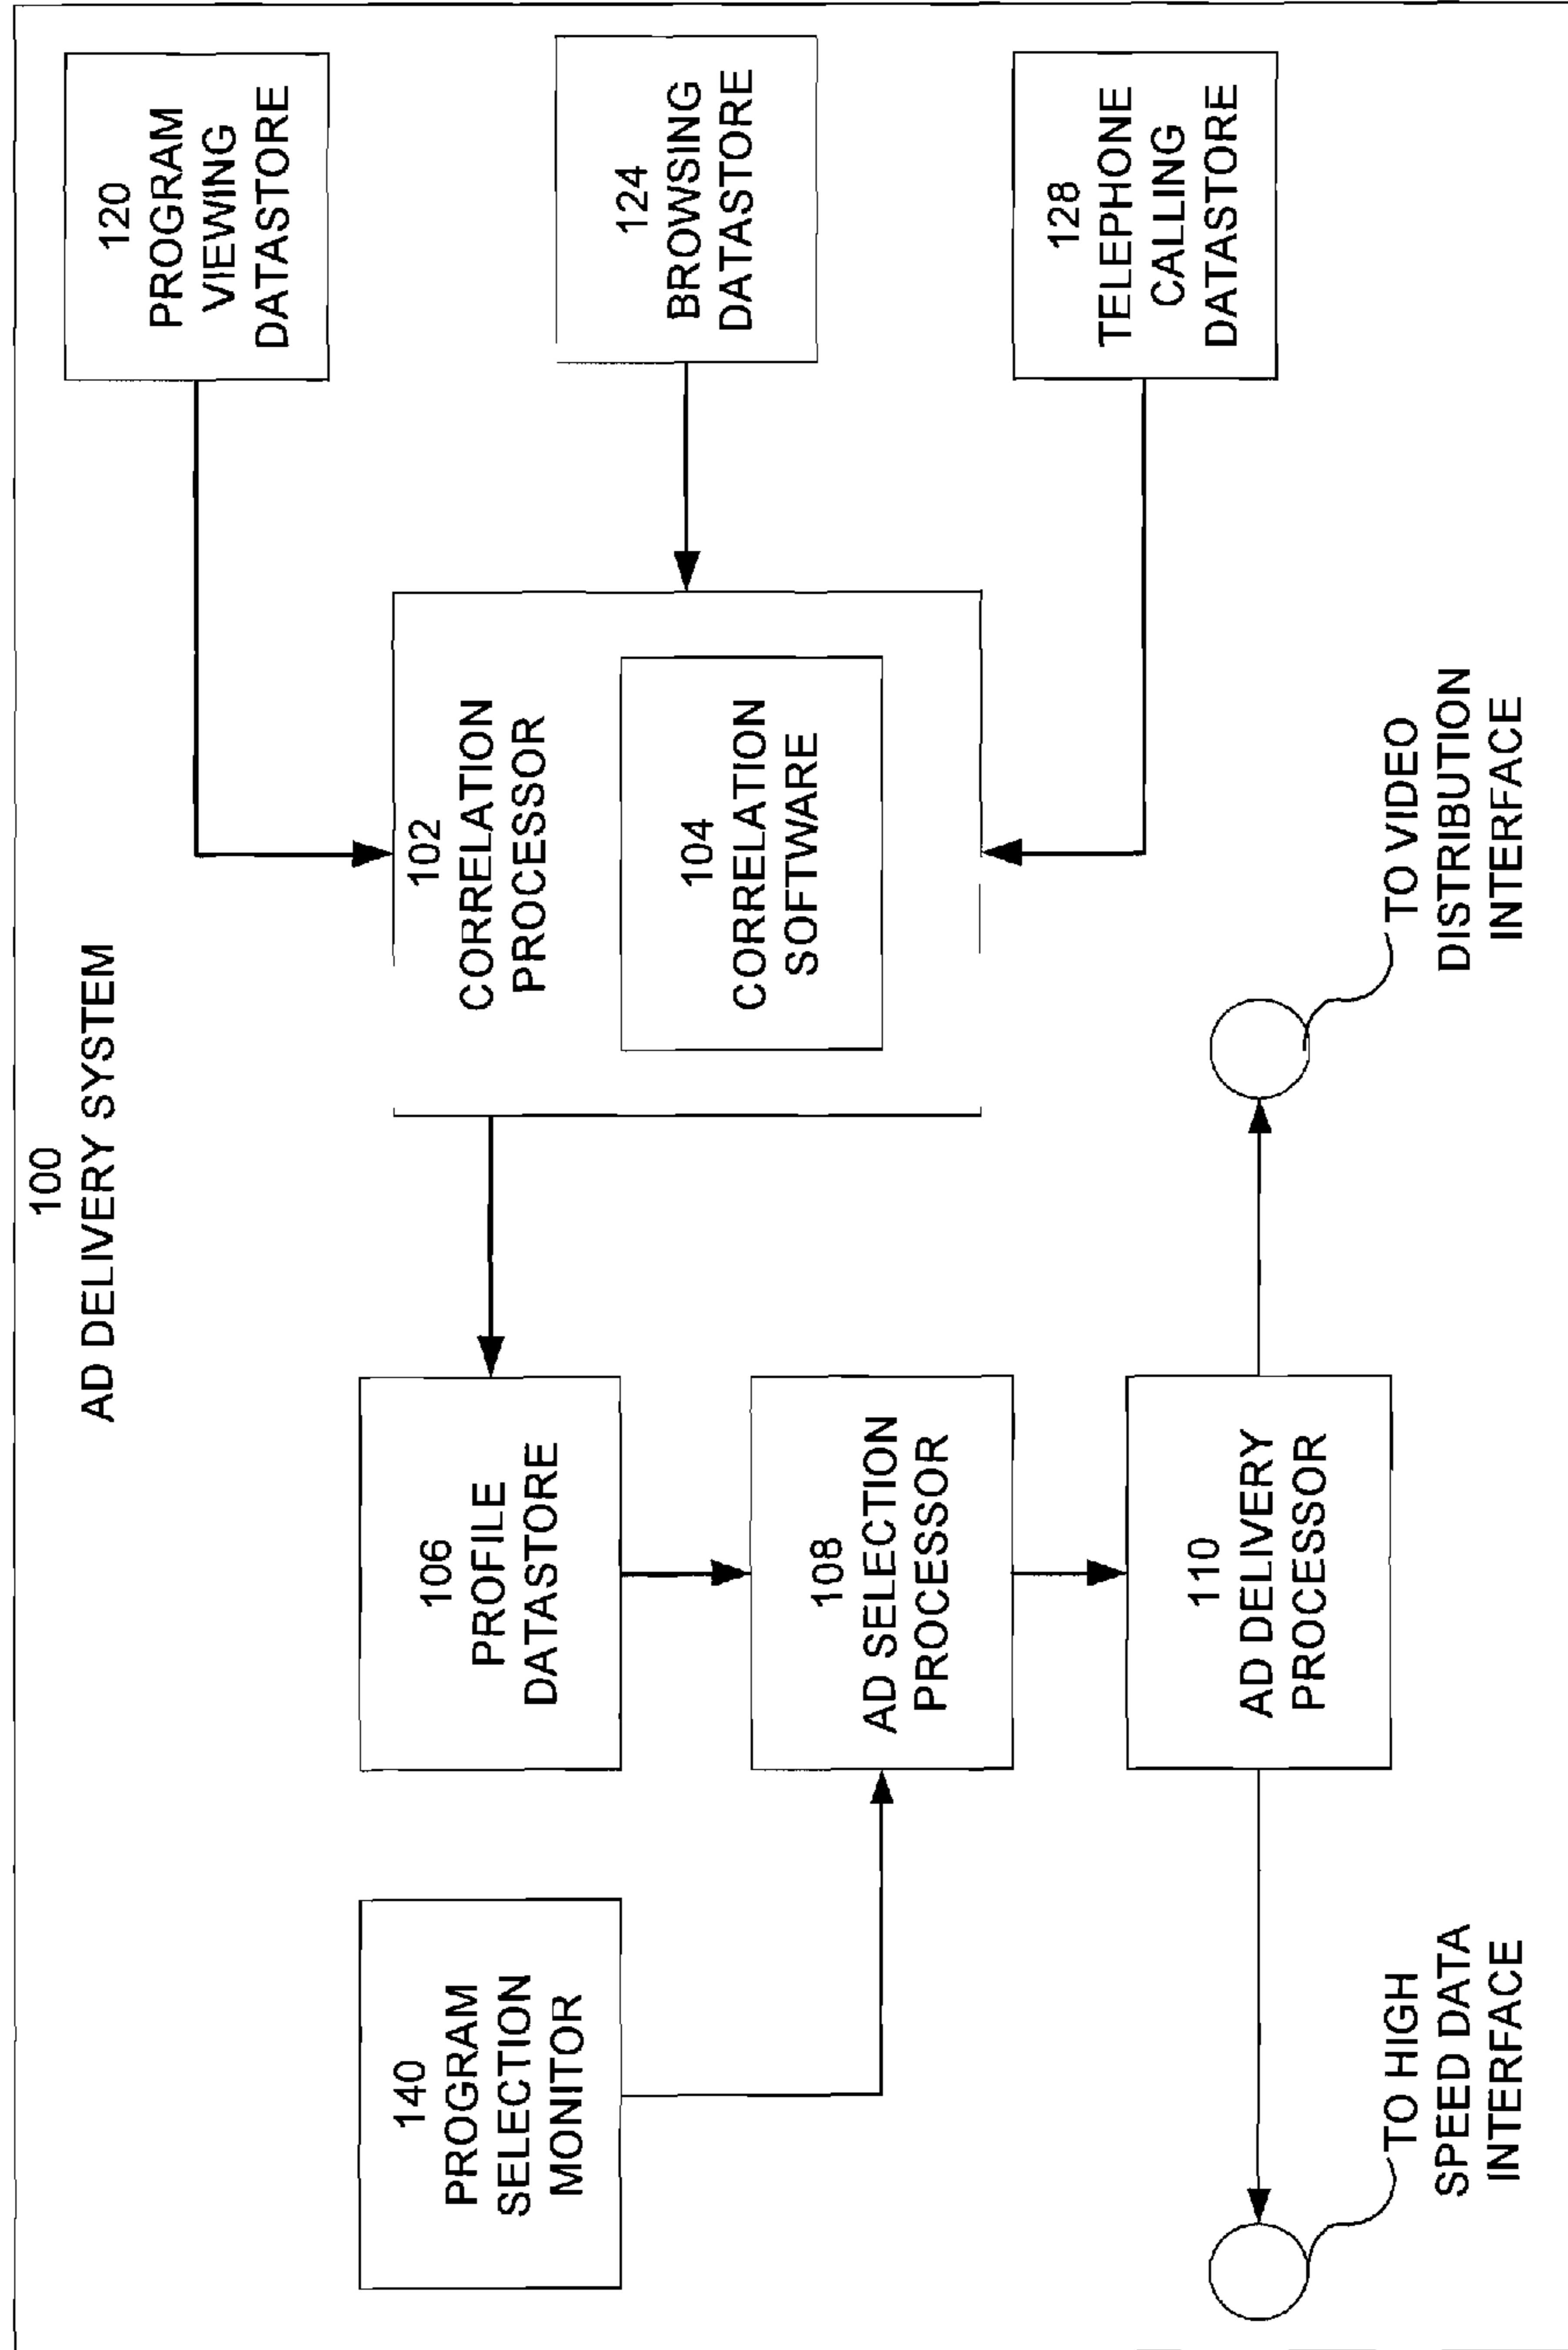 100
AD DELIVERY SYSTEM
140
PROGRAM
SELECTION
MONITOR
106
PROFILE
DATASTORE
102
CORRELATION
PROCESSOR
104
CORRELATION
SOFTWARE
120
PROGRAM
VIEWING
DATASTORE
124
BROWSING
DATASTORE
128
TELEPHONE
CALLING
DATASTORE
108
AD SELECTION
PROCESSOR
110
AD DELIVERY
PROCESSOR
TO HIGH
SPEED DATA
INTERFACE
TO VIDEO
DISTRIBUTION
INTERFACE